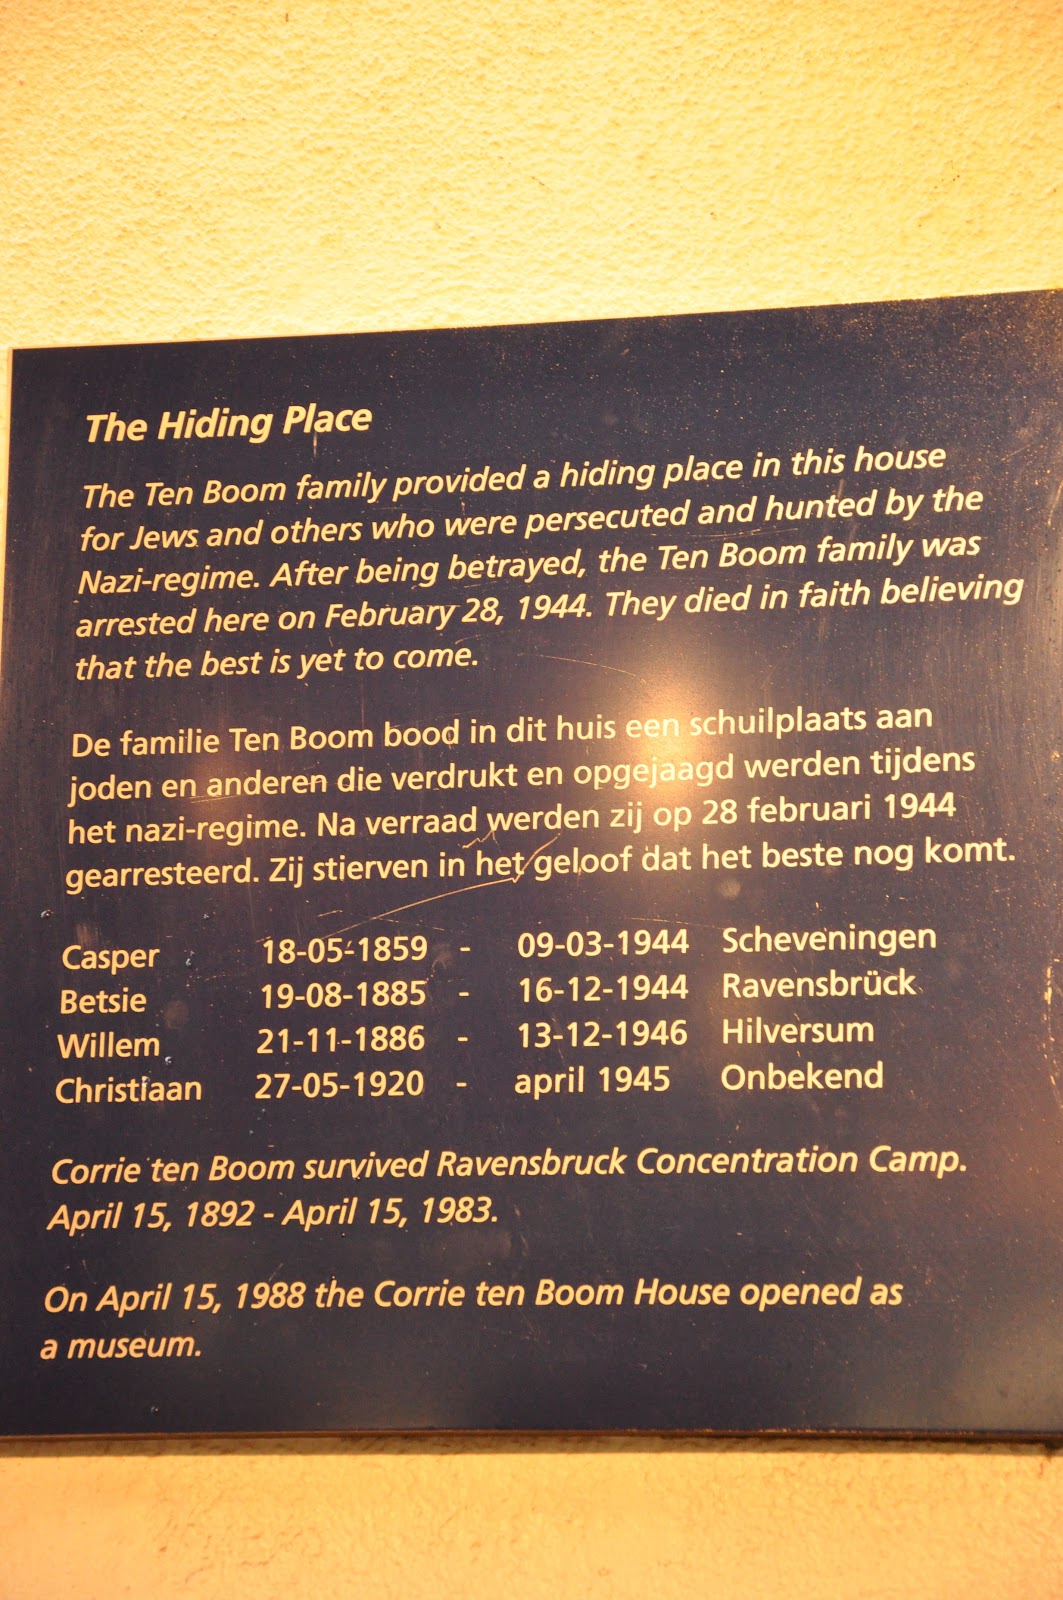 The Hiding Place
The Ten Boom family provided a hiding place in this house
for Jews and others who were persecuted and hunted by the
Nazi-regime. After being betrayed, the Ten Boom family was
arrested here on February 28, 1944. They died in faith believing
that the best is yet to come.
De familie Ten Boom bood in dit huis een schuilplaats aan
joden en anderen die verdrukt en opgejaagd werden tijdens
het nazi-regime. Na verraad werden zij op 28 februari 1944
gearresteerd. Zij stierven in het geloof dat het beste nog komt.
Casper 18-05-1859 - 09-03-1944 Scheveningen
Betsie 19-08-1885 - 16-12-1944 Ravensbrück
Willem 21-11-1886 - 13-12-1946 Hilversum
Christiaan 27-05-1920 - april 1945 Onbekend
Corrie ten Boom survived Ravensbruck Concentration Camp.
April 15, 1892 - April 15, 1983.
On April 15, 1988 the Corrie ten Boom House opened as
a museum.